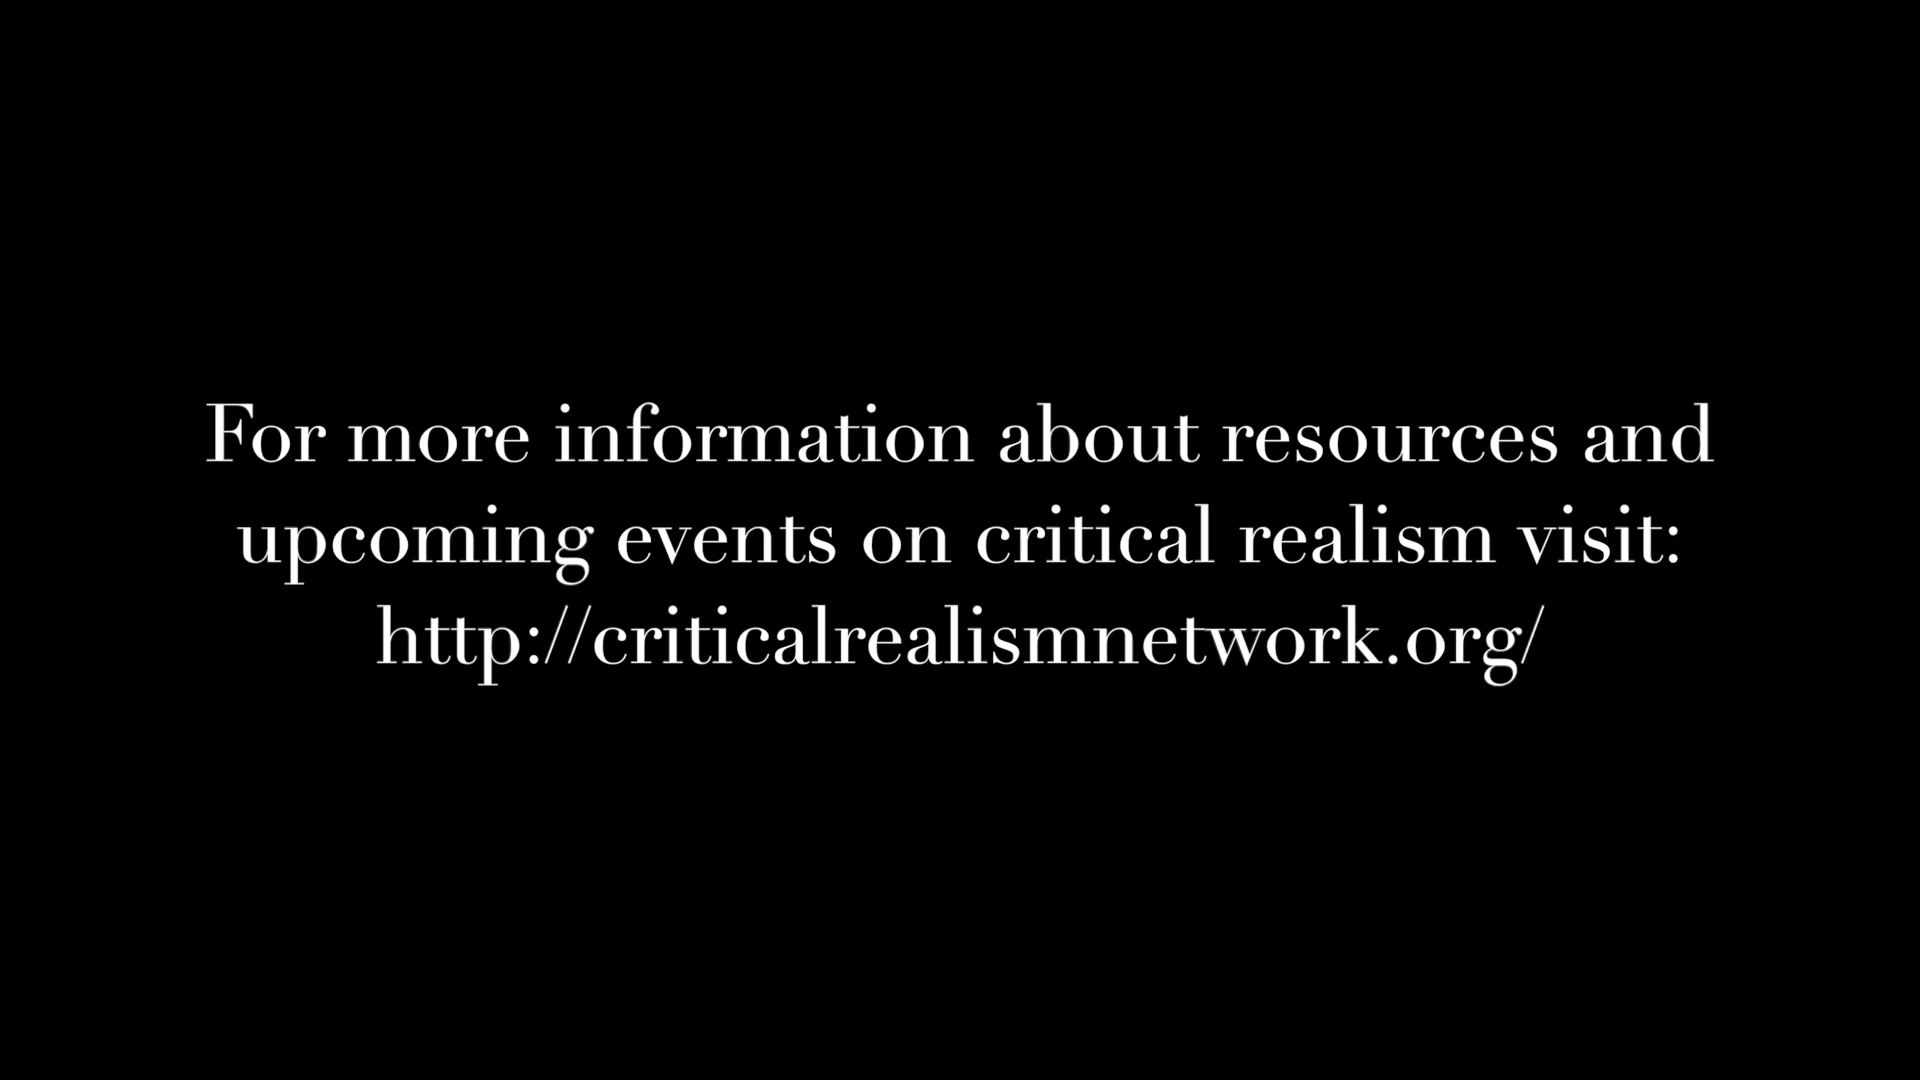 For more information about resources and
upcoming events on critical realism visit:
http://criticalrealismnetwork.org/